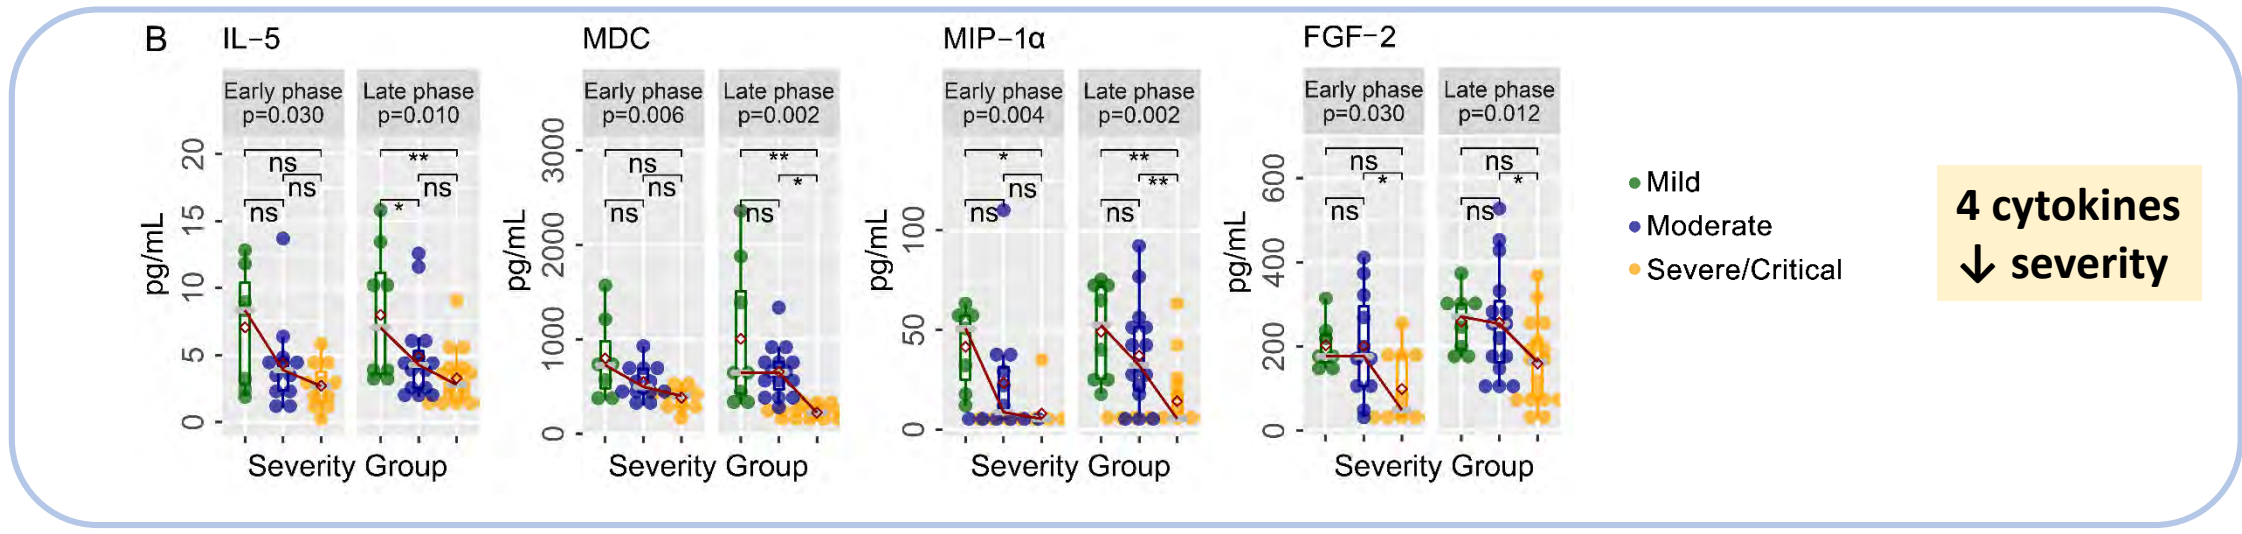 B
IL−5
MDC
MIP−1α
FGF−2
Early phase
p=0.030
Late phase
p=0.010
Early phase
p=0.006
Late phase
p=0.002
Early phase
p=0.004
Late phase
p=0.002
Early phase
p=0.030
Late phase
p=0.012
pg/mL
20
15
10
5
0
ns
ns
ns
**
ns
*
Severity Group
pg/mL
3000
2000
1000
0
ns
ns
ns
**
*
ns
Severity Group
pg/mL
100
50
0
*
ns
ns
**
**
ns
Severity Group
pg/mL
600
400
200
0
ns
*
ns
ns
*
ns
Severity Group
Mild
Moderate
Severe/Critical
4 cytokines
↓ severity